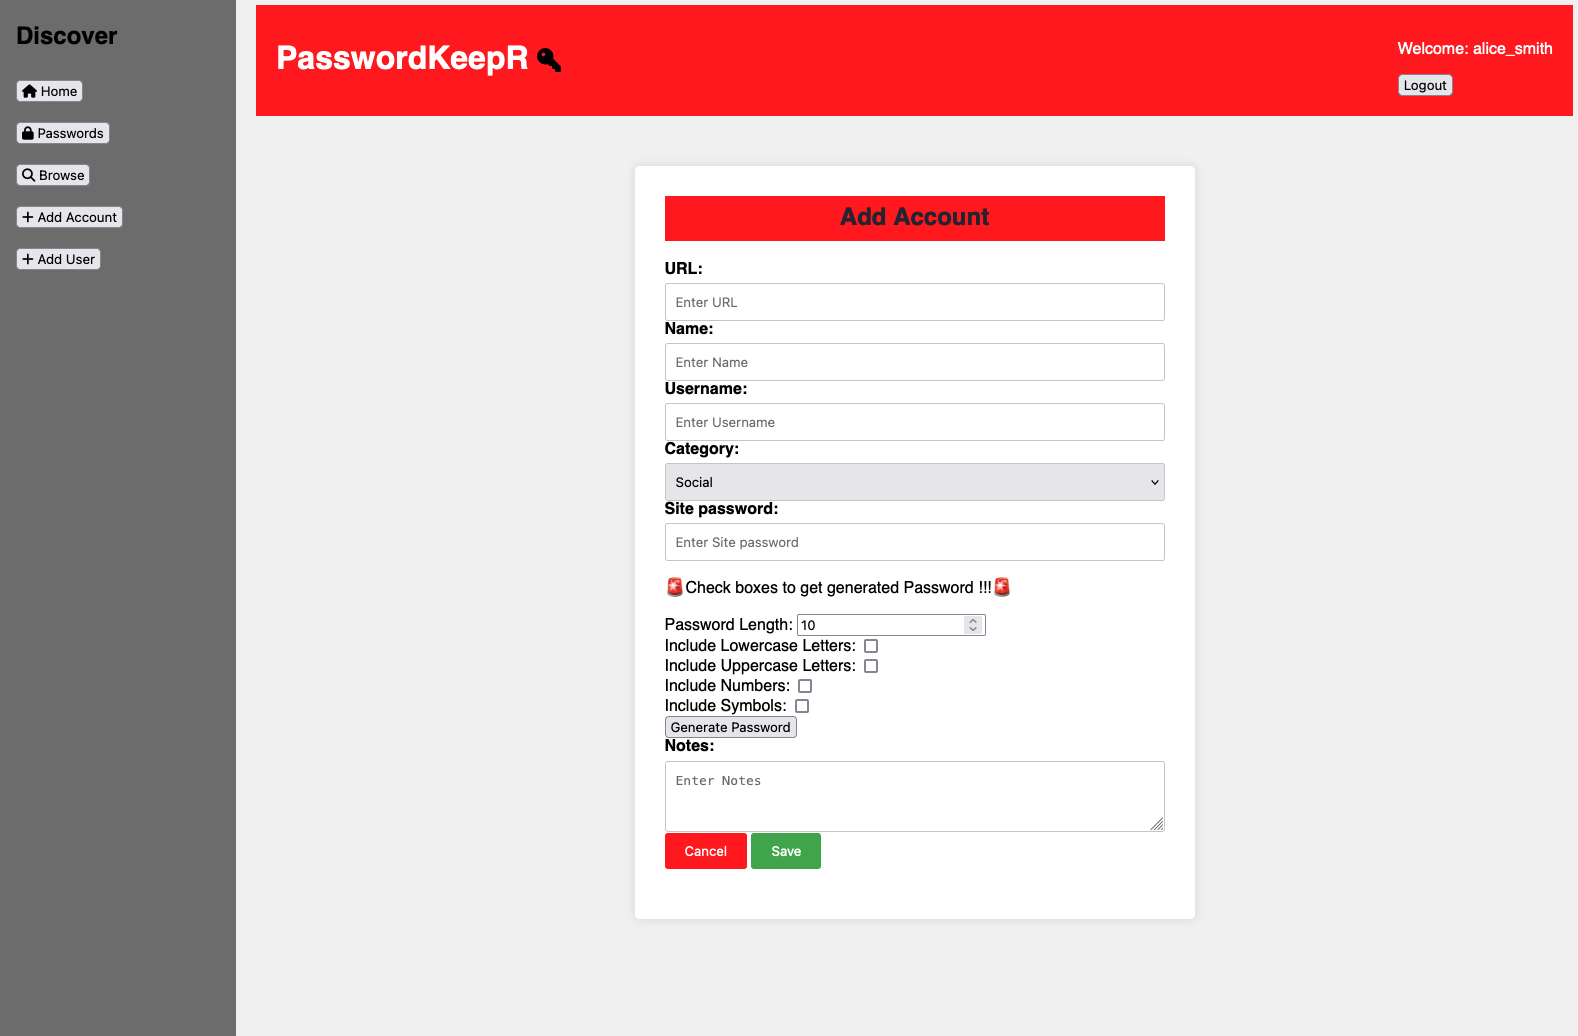 Discover
Home
Passwords
Browse
Add Account
Add User
PasswordKeepR
Welcome: alice_smith
Logout
Add Account
URL:
Enter URL
Name:
Enter Name
Username:
Enter Username
Category:
Social
Site password:
Enter Site password
🚨Check boxes to get generated Password !!!🚨
Password Length: 10
Include Lowercase Letters:
Include Uppercase Letters:
Include Numbers:
Include Symbols:
Generate Password
Notes:
Enter Notes
Cancel Save